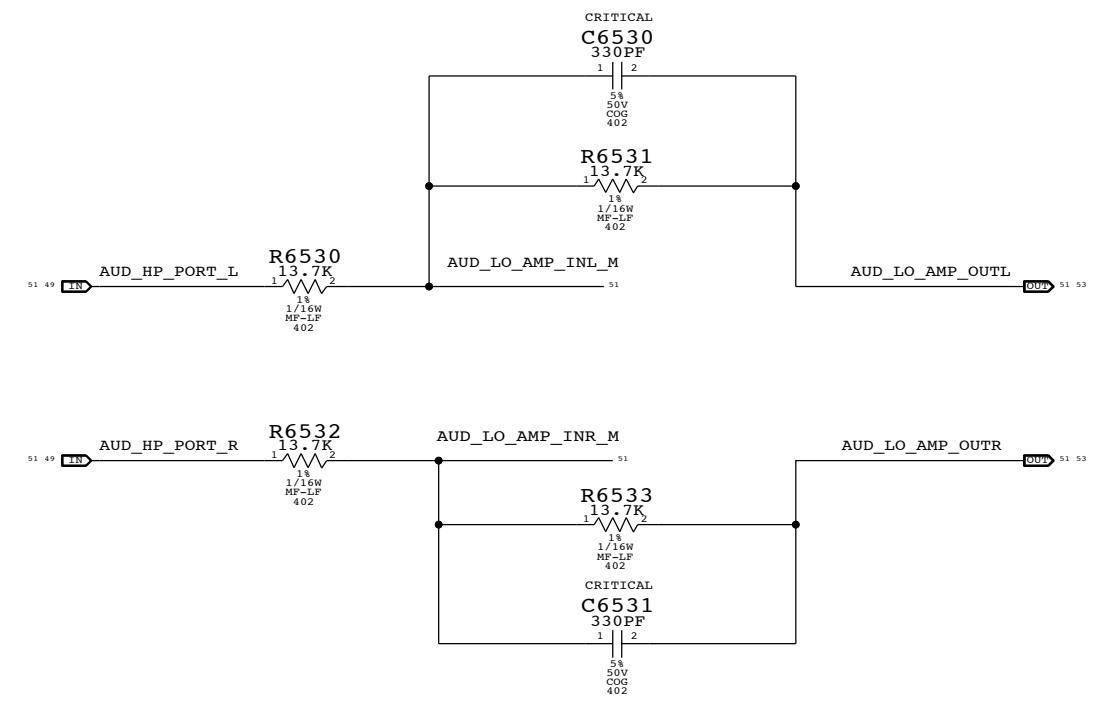 CRITICAL
C6530
330PF
1 2
5%
50V
COG
402
R6531
13.7K
1 2
1%
1/16W
MF-LF
402
R6530
AUD_HP_PORT_L
13.7K
AUD_LO_AMP_INL_M
AUD_LO_AMP_OUTL
51 49 IN
1 2
51
OUT 51 53
1%
1/16W
MF-LF
402
R6532
AUD_HP_PORT_R
13.7K
AUD_LO_AMP_INR_M
AUD_LO_AMP_OUTR
51 49 IN
1 2
51
OUT 51 53
1%
1/16W
MF-LF
402
R6533
13.7K
1 2
1%
1/16W
MF-LF
402
CRITICAL
C6531
330PF
1 2
5%
50V
COG
402